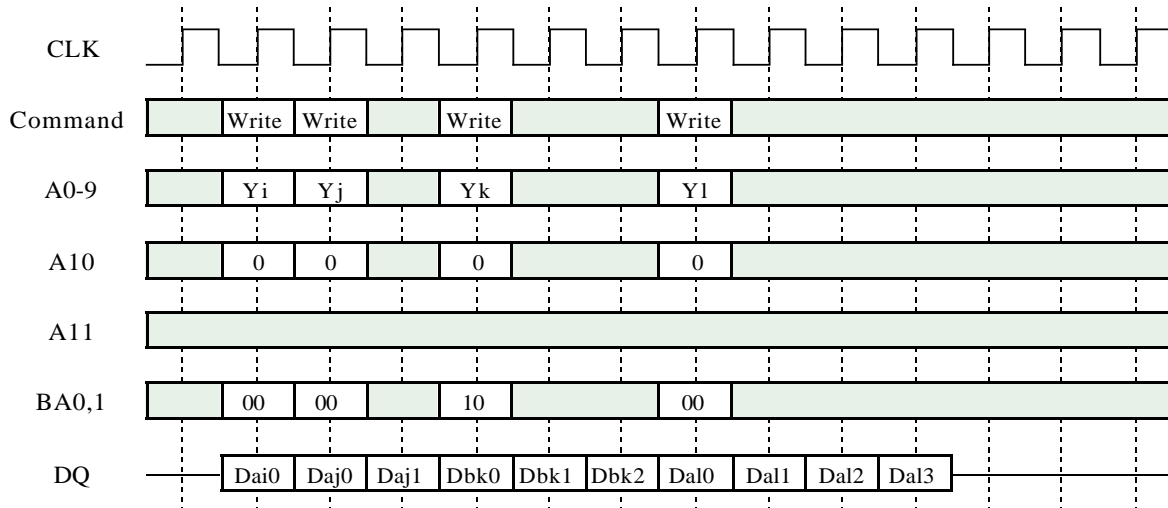 CLK
Command Write Write Write Write
A0-9 Yi Yj Yk Yl
A10 0 0 0 0
A11
BA0,1 00 00 10 00
DQ Dai0 Daj0 Daj1 Dbk0 Dbk1 Dbk2 Dal0 Dal1 Dal2 Dal3